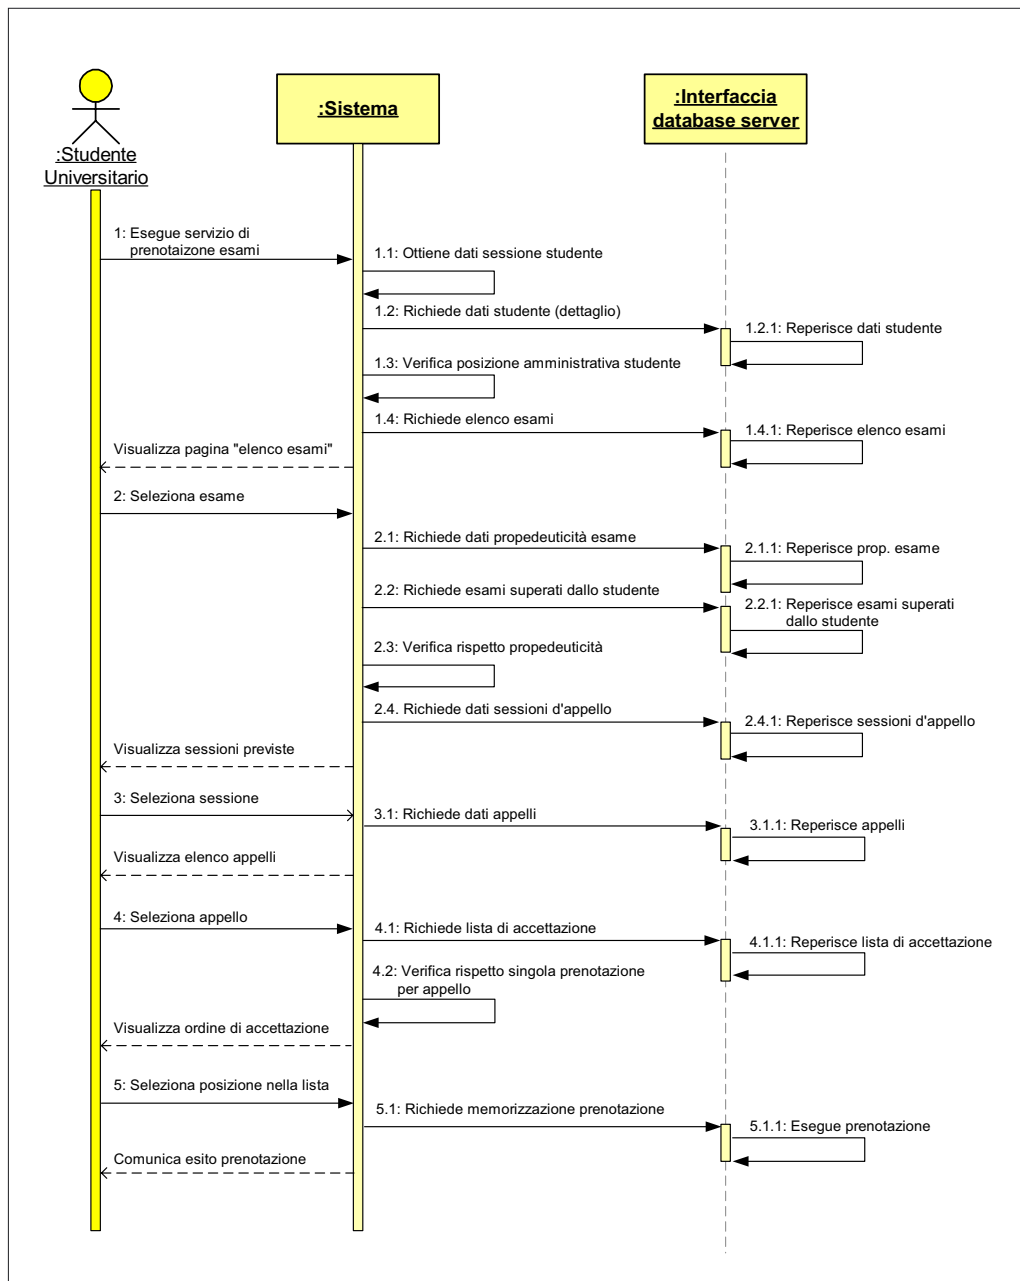 :Sistema
:Interfaccia
database server
:Studente
Universitario
1: Esegue servizio di
prenotaizone esami
1.1: Ottiene dati sessione studente
1.2: Richiede dati studente (dettaglio)
1.2.1: Reperisce dati studente
1.3: Verifica posizione amministrativa studente
1.4: Richiede elenco esami
1.4.1: Reperisce elenco esami
Visualizza pagina "elenco esami"
2: Seleziona esame
2.1: Richiede dati propedeuticità esame
2.1.1: Reperisce prop. esame
2.2: Richiede esami superati dallo studente
2.2.1: Reperisce esami superati
dallo studente
2.3: Verifica rispetto propedeuticità
2.4. Richiede dati sessioni d'appello
2.4.1: Reperisce sessioni d'appello
Visualizza sessioni previste
3: Seleziona sessione
3.1: Richiede dati appelli
3.1.1: Reperisce appelli
Visualizza elenco appelli
4: Seleziona appello
4.1: Richiede lista di accettazione
4.1.1: Reperisce lista di accettazione
4.2: Verifica rispetto singola prenotazione
per appello
Visualizza ordine di accettazione
5: Seleziona posizione nella lista
5.1: Richiede memorizzazione prenotazione
5.1.1: Esegue prenotazione
Comunica esito prenotazione